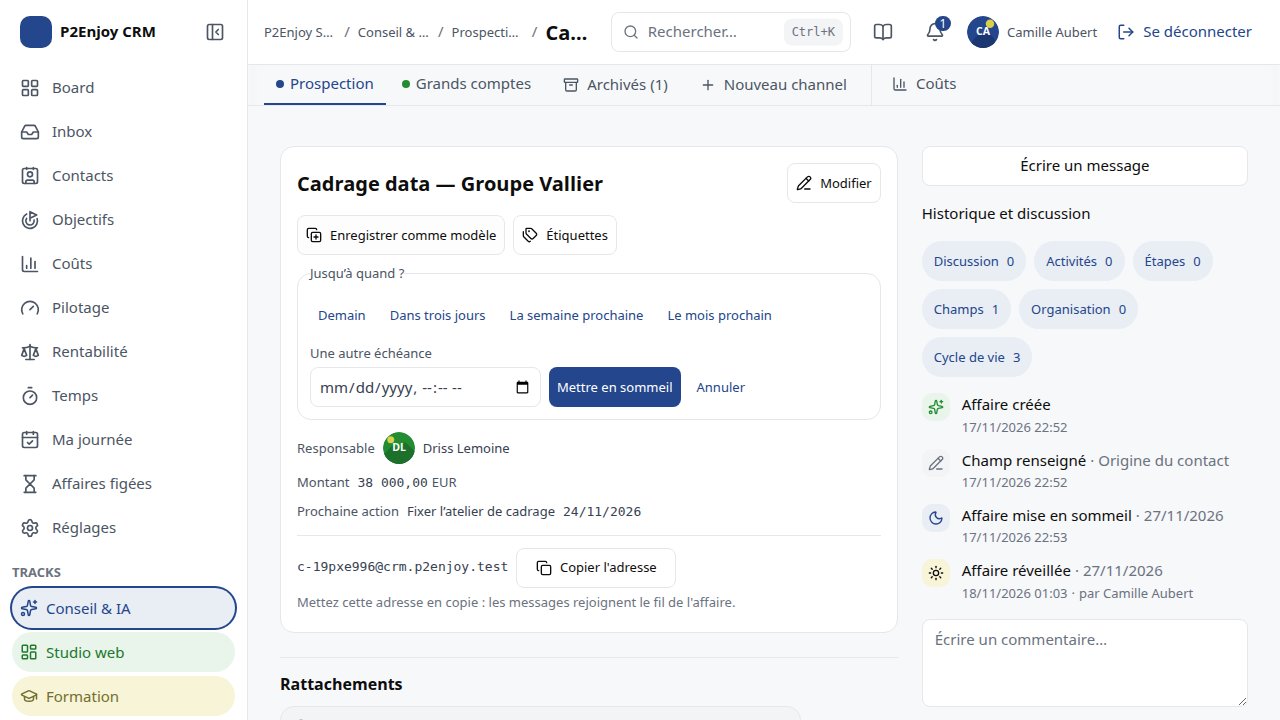 P2Enjoy CRM
Board
Inbox
Contacts
Objectifs
Coûts
Pilotage
Rentabilité
Temps
Ma journée
Affaires figées
Réglages
TRACKS
Conseil & IA
Studio web
Formation
P2Enjoy S... / Conseil & ... / Prospecti... / Ca...
Rechercher... Ctrl+K
1
CA Camille Aubert
Se déconnecter
Prospection
Grands comptes
Archivés (1)
Nouveau channel
Coûts
Cadrage data — Groupe Vallier
Modifier
Enregistrer comme modèle
Étiquettes
Jusqu'à quand ?
Demain Dans trois jours La semaine prochaine Le mois prochain
Une autre échéance
mm/dd/yyyy, --:-- --
Mettre en sommeil
Annuler
Responsable DL Driss Lemoine
Montant 38 000,00 EUR
Prochaine action Fixer l'atelier de cadrage 24/11/2026
c-19pxe996@crm.p2enjoy.test
Copier l'adresse
Mettez cette adresse en copie : les messages rejoignent le fil de l'affaire.
Rattachements
Écrire un message
Historique et discussion
Discussion 0
Activités 0
Étapes 0
Champs 1
Organisation 0
Cycle de vie 3
Affaire créée
17/11/2026 22:52
Champ renseigné · Origine du contact
17/11/2026 22:52
Affaire mise en sommeil · 27/11/2026
17/11/2026 22:53
Affaire réveillée · 27/11/2026
18/11/2026 01:03 · par Camille Aubert
Écrire un commentaire...